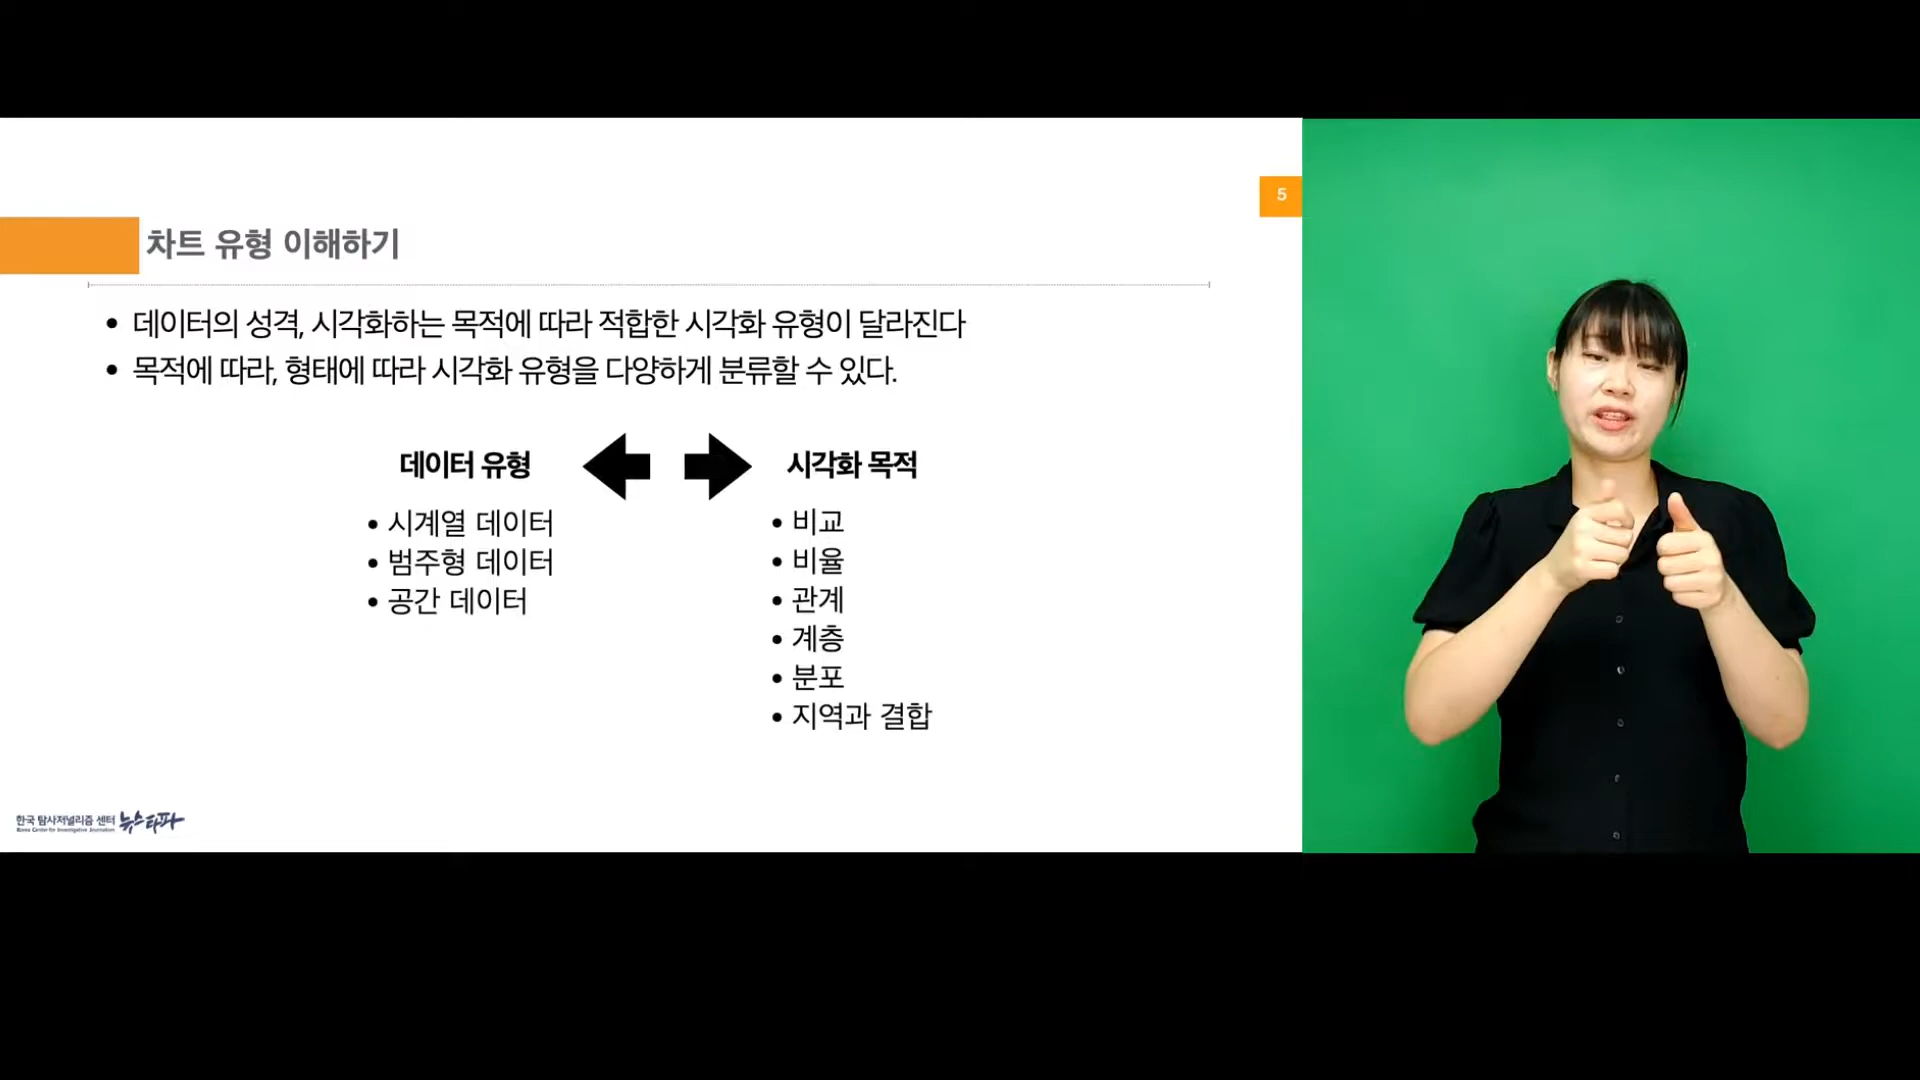 5
차트 유형 이해하기
• 데이터의 성격, 시각화하는 목적에 따라 적합한 시각화 유형이 달라진다
• 목적에 따라, 형태에 따라 시각화 유형을 다양하게 분류할 수 있다.
데이터 유형
• 시계열 데이터
• 범주형 데이터
• 공간 데이터
시각화 목적
• 비교
• 비율
• 관계
• 계층
• 분포
• 지역과 결합
한국 탐사저널리즘 센터 뉴스타파
Korea Center for Investigative Journalism